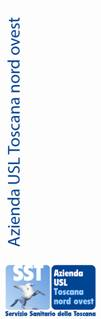 Azienda USL Toscana nord ovest
SST
Azienda
USL
Toscana
nord ovest
Servizio Sanitario della Toscana